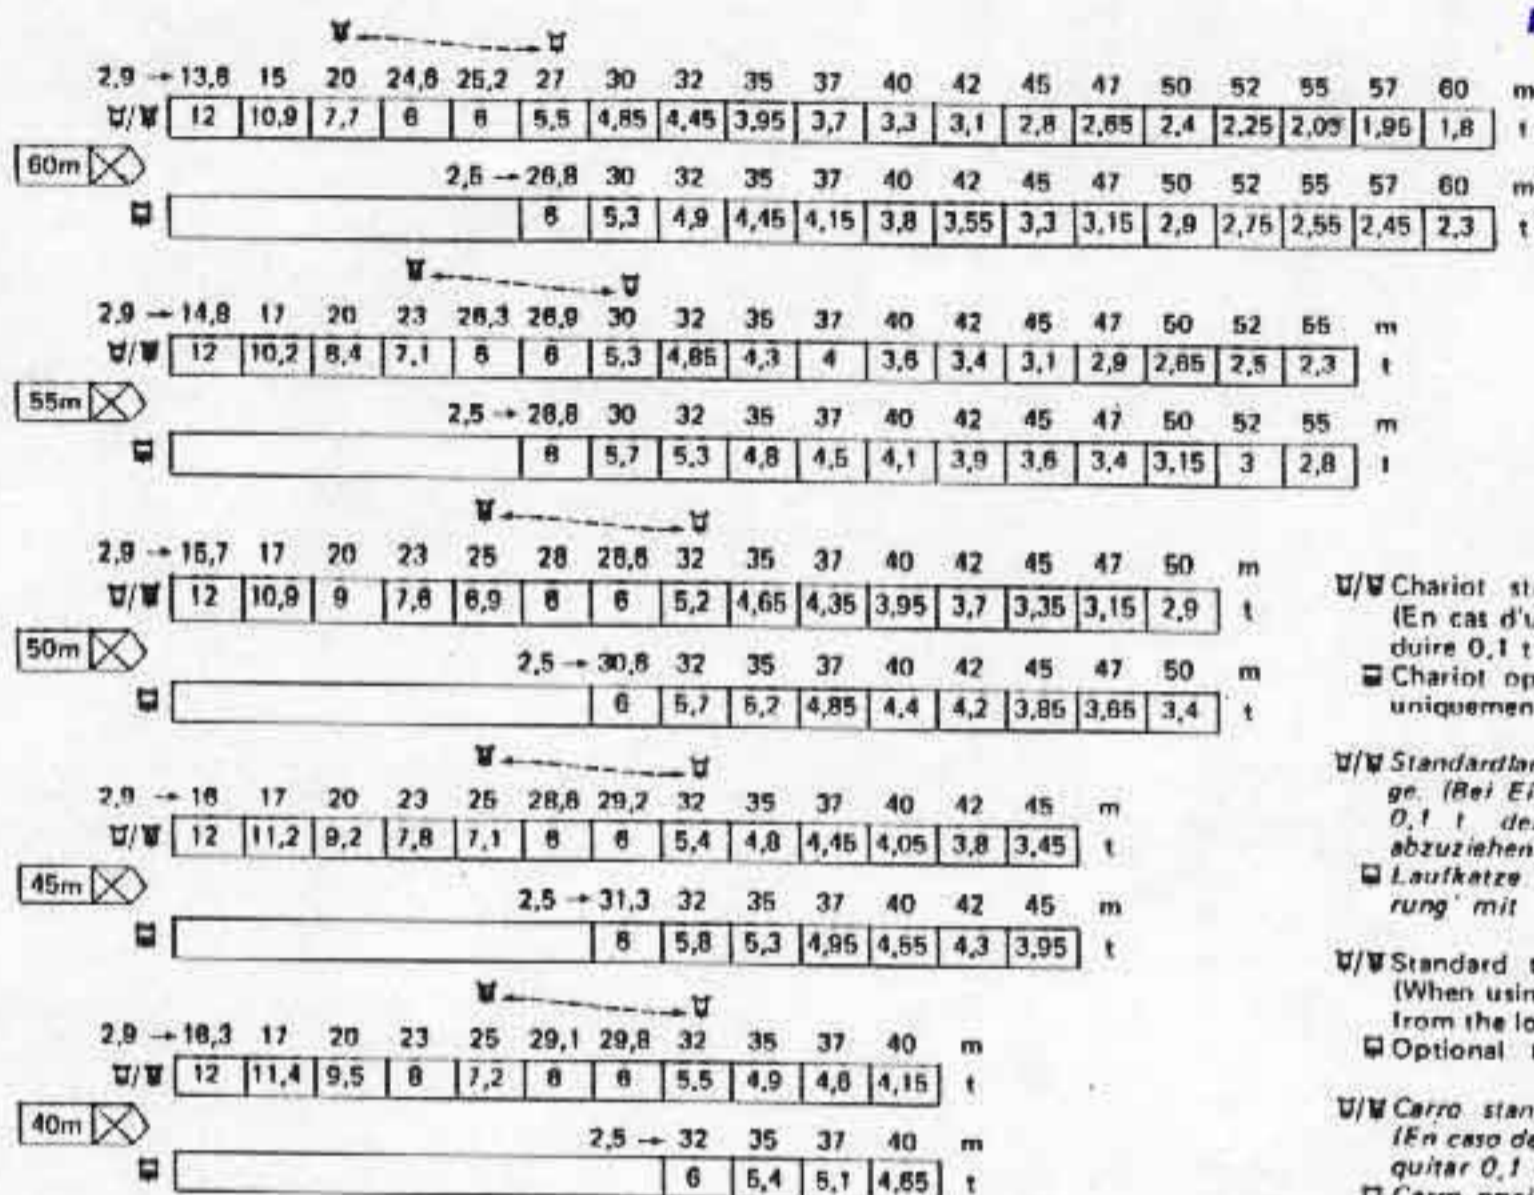 2,9 → 13,6 15 20 24,6 25,2 27 30 32 35 37 40 42 45 47 50 52 55 57 60 m
12 10,9 7,7 6 6 5,5 4,85 4,45 3,95 3,7 3,3 3,1 2,8 2,65 2,4 2,25 2,05 1,95 1,8 t
60m
2,5 → 26,8 30 32 35 37 40 42 45 47 50 52 55 57 60 m
6 5,3 4,9 4,45 4,15 3,8 3,55 3,3 3,15 2,9 2,75 2,55 2,45 2,3 t
2,9 → 14,8 17 20 23 26,3 26,9 30 32 35 37 40 42 45 47 50 52 55 m
12 10,2 8,4 7,1 6 6 5,3 4,85 4,3 4 3,6 3,4 3,1 2,9 2,65 2,5 2,3 t
55m
2,5 → 28,8 30 32 35 37 40 42 45 47 50 52 55 m
6 5,7 5,3 4,8 4,5 4,1 3,9 3,6 3,4 3,15 3 2,8 t
2,9 → 15,7 17 20 23 25 28 28,6 32 35 37 40 42 45 47 50 m
12 10,9 9 7,6 6,9 6 6 5,2 4,65 4,35 3,95 3,7 3,35 3,15 2,9 t
50m
2,5 → 30,6 32 35 37 40 42 45 47 50 m
6 5,7 5,2 4,85 4,4 4,2 3,85 3,65 3,4 t
2,9 → 16 17 20 23 25 28,6 29,2 32 35 37 40 42 45 m
12 11,2 9,2 7,8 7,1 6 6 5,4 4,8 4,45 4,05 3,8 3,45 t
45m
2,5 → 31,3 32 35 37 40 42 45 m
6 5,8 5,3 4,95 4,55 4,3 3,95 t
2,9 → 16,3 17 20 23 25 29,1 29,8 32 35 37 40 m
12 11,4 9,5 8 7,2 6 6 5,5 4,9 4,6 4,15 t
40m
2,5 → 32 35 37 40 m
6 5,4 5,1 4,65 t
Chariot st
(En cas d'u
duire 0,1 t
Chariot op
uniquemen
Standardlau
ge. (Bei Ei
0,1 t de
abzuziehen
Laufkatze
rung' mit
Standard t
(When usin
from the lo
Optional t
Carro stan
(En caso de
quitar 0,1